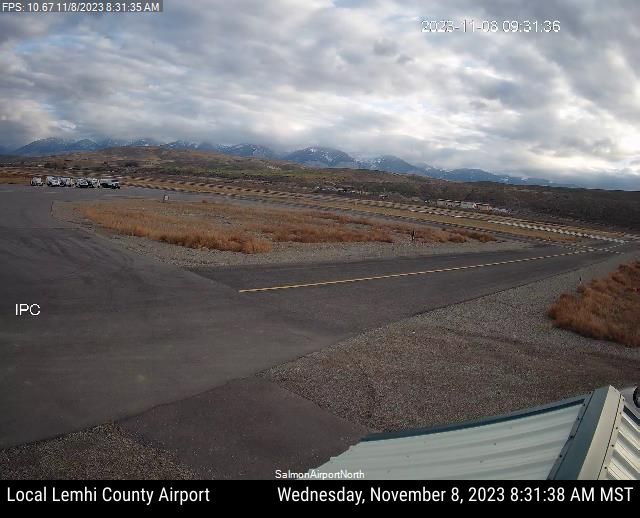 FPS: 10.67 11/8/2023 8:31:35 AM
2023-11-08 09:31:36
IPC
SalmonAirportNorth
Local Lemhi County Airport Wednesday, November 8, 2023 8:31:38 AM MST